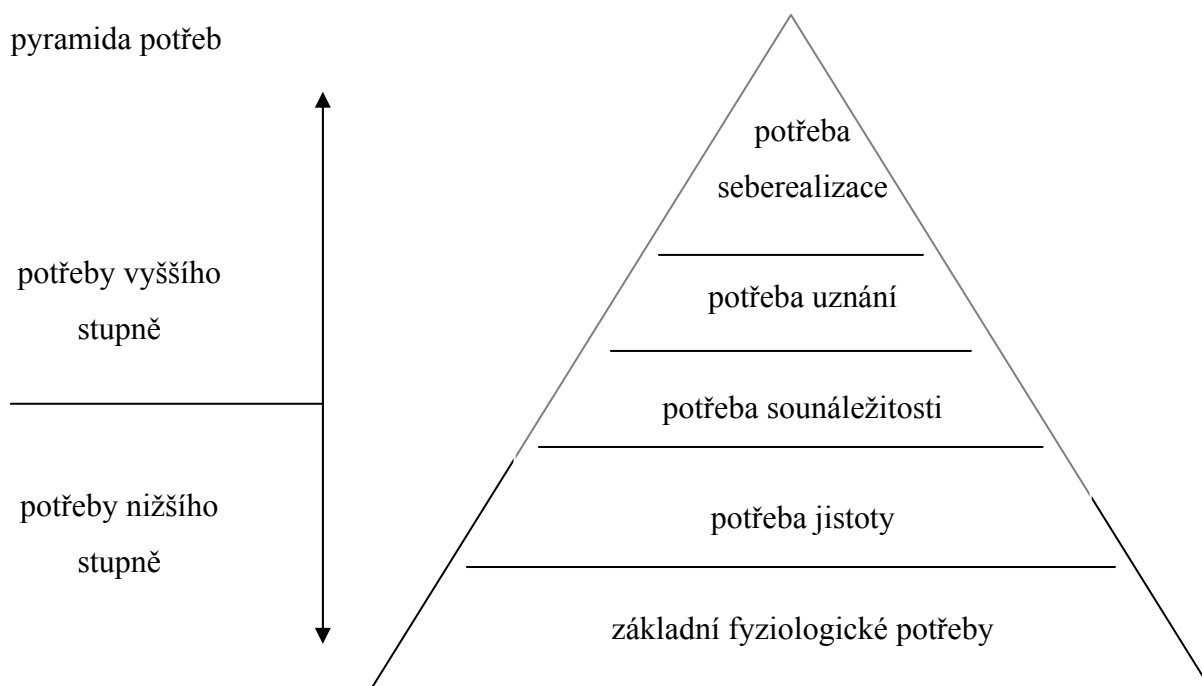 pyramida potřeb
potřeby vyššího
stupně
potřeby nižšího
stupně
potřeba
seberealizace
potřeba uznání
potřeba sounáležitosti
potřeba jistoty
základní fyziologické potřeby